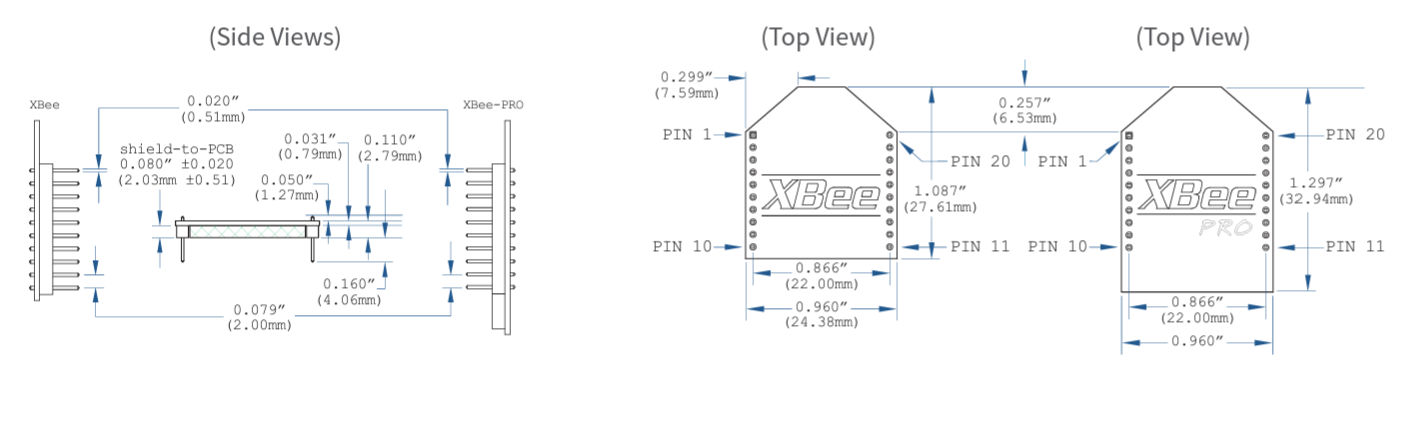 (Side Views)
(Top View)
(Top View)
XBee
0.020″
(0.51mm)
XBee-PRO
shield-to-PCB
0.080″ ±0.020
(2.03mm ±0.51)
0.031″
(0.79mm)
0.110″
(2.79mm)
0.050″
(1.27mm)
0.160″
(4.06mm)
0.079″
(2.00mm)
0.299″
(7.59mm)
0.257″
(6.53mm)
PIN 1
PIN 20
PIN 1
PIN 20
XBee
1.087″
(27.61mm)
XBee
PRO
1.297″
(32.94mm)
PIN 10
PIN 11
PIN 10
PIN 11
0.866″
(22.00mm)
0.960″
(24.38mm)
0.866″
(22.00mm)
0.960″